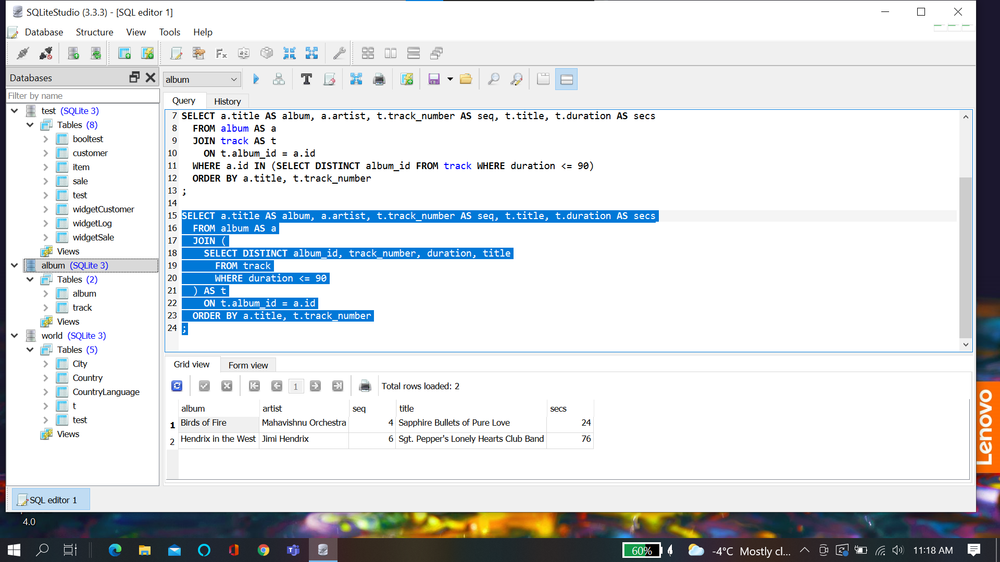 SQLiteStudio (3.3.3) - [SQL editor 1]
Database Structure View Tools Help
Databases
album
Filter by name
Query History
test (SQLite 3)
Tables (8)
booltest
customer
item
sale
test
widgetCustomer
widgetLog
widgetSale
Views
album (SQLite 3)
Tables (2)
album
track
Views
world (SQLite 3)
Tables (5)
City
Country
CountryLanguage
t
test
Views
7 SELECT a.title AS album, a.artist, t.track_number AS seq, t.title, t.duration AS secs
8 FROM album AS a
9 JOIN track AS t
10 ON t.album_id = a.id
11 WHERE a.id IN (SELECT DISTINCT album_id FROM track WHERE duration <= 90)
12 ORDER BY a.title, t.track_number
13 ;
14
15 SELECT a.title AS album, a.artist, t.track_number AS seq, t.title, t.duration AS secs
16 FROM album AS a
17 JOIN (
18 SELECT DISTINCT album_id, track_number, duration, title
19 FROM track
20 WHERE duration <= 90
21 ) AS t
22 ON t.album_id = a.id
23 ORDER BY a.title, t.track_number
24 ;
Grid view Form view
1 Total rows loaded: 2
album artist seq title secs
1 Birds of Fire Mahavishnu Orchestra 4 Sapphire Bullets of Pure Love 24
2 Hendrix in the West Jimi Hendrix 6 Sgt. Pepper's Lonely Hearts Club Band 76
SQL editor 1
Lenovo
4.0
60% -4°C Mostly cl... 11:18 AM